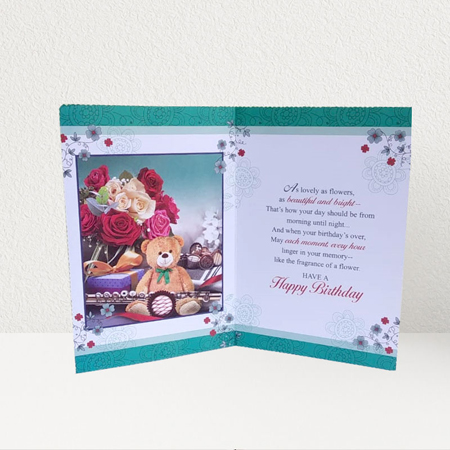 As lovely as flowers,
as beautiful and bright--
That's how your day should be from
morning until night...
And when your birthday's over,
May each moment, every hour
linger in your memory--
like the fragrance of a flower.
HAVE A
Happy Birthday